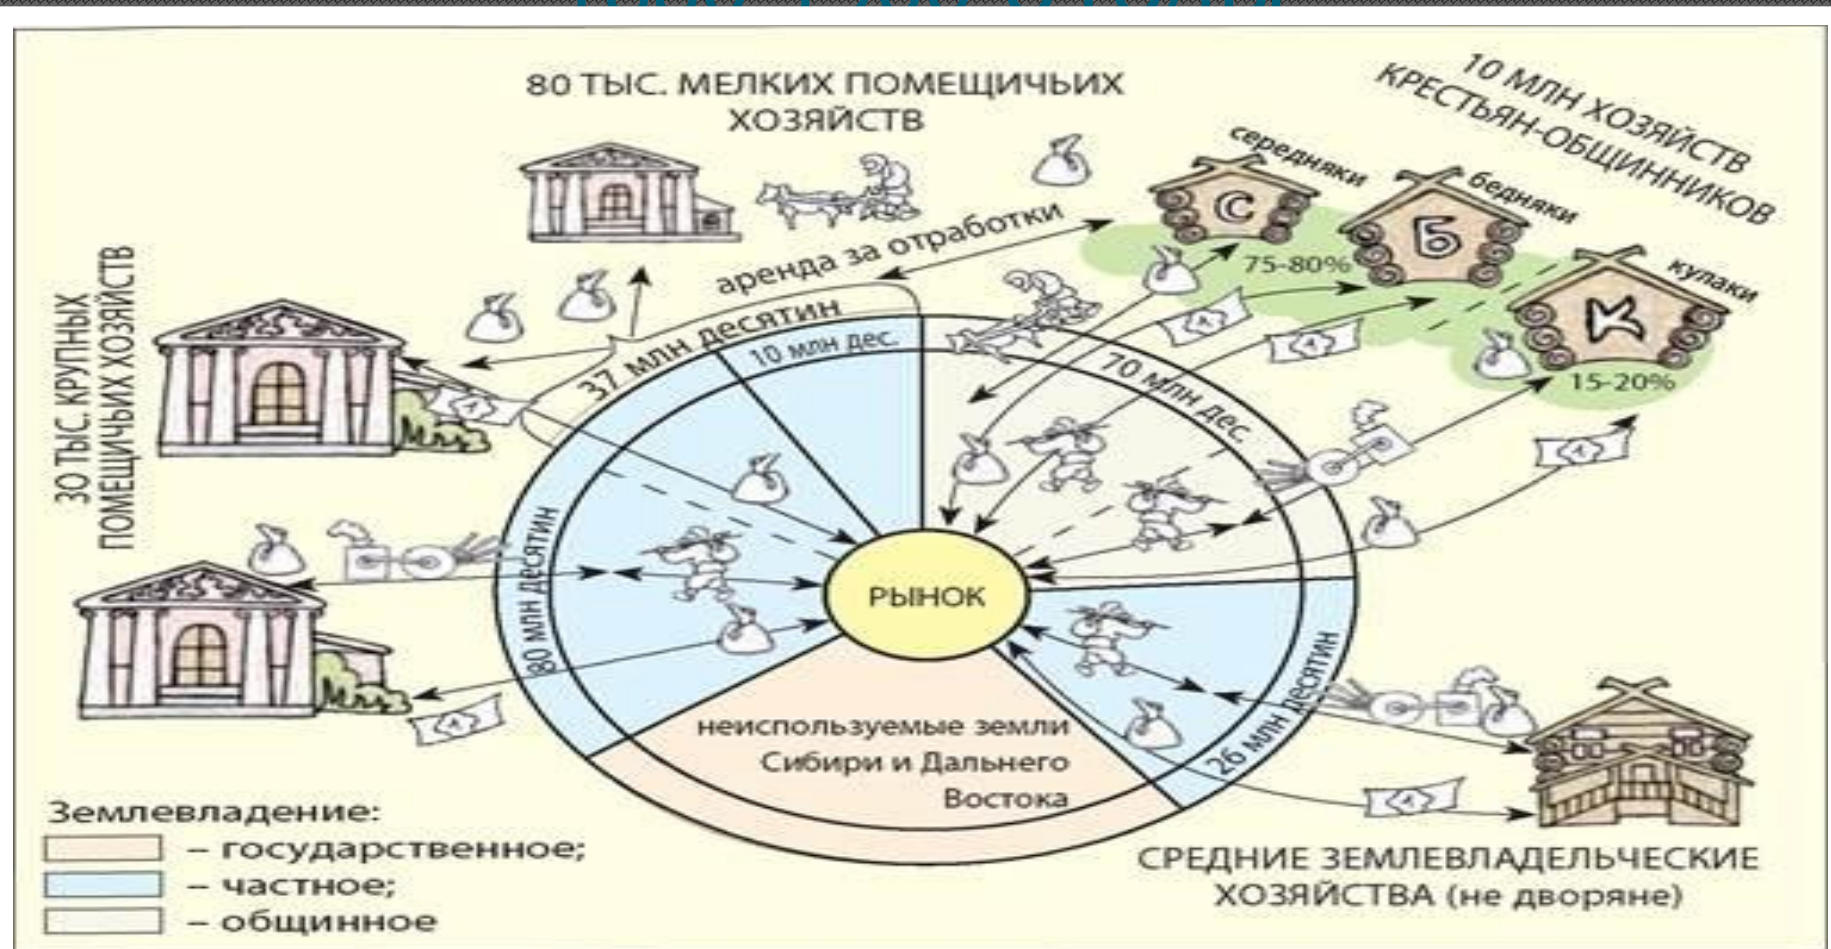 80 ТЫС. МЕЛКИХ ПОМЕЩИЧЬИХ
ХОЗЯЙСТВ
10 МЛН ХОЗЯЙСТВ
КРЕСТЬЯН-ОБЩИННИКОВ
середняки
бедняки
кулаки
С
Б
К
75-80%
15-20%
аренда за отработки
30 ТЫС. КРУПНЫХ
ПОМЕЩИЧЬИХ ХОЗЯЙСТВ
37 МЛН ДЕСЯТИН
10 МЛН ДЕС.
70 МЛН ДЕС.
80 МЛН ДЕСЯТИН
26 МЛН ДЕСЯТИН
РЫНОК
неиспользуемые земли
Сибири и Дальнего
Востока
Землевладение:
– государственное;
– частное;
– общинное
СРЕДНИЕ ЗЕМЛЕВЛАДЕЛЬЧЕСКИЕ
ХОЗЯЙСТВА (не дворяне)